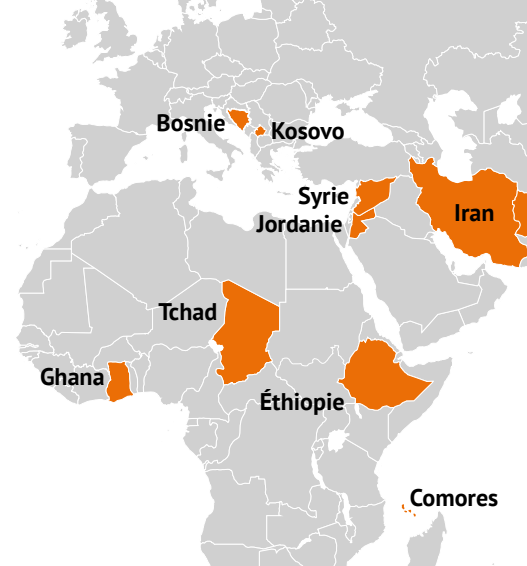 Bosnie
Kosovo
Syrie
Jordanie
Iran
Tchad
Ghana
Éthiopie
Comores